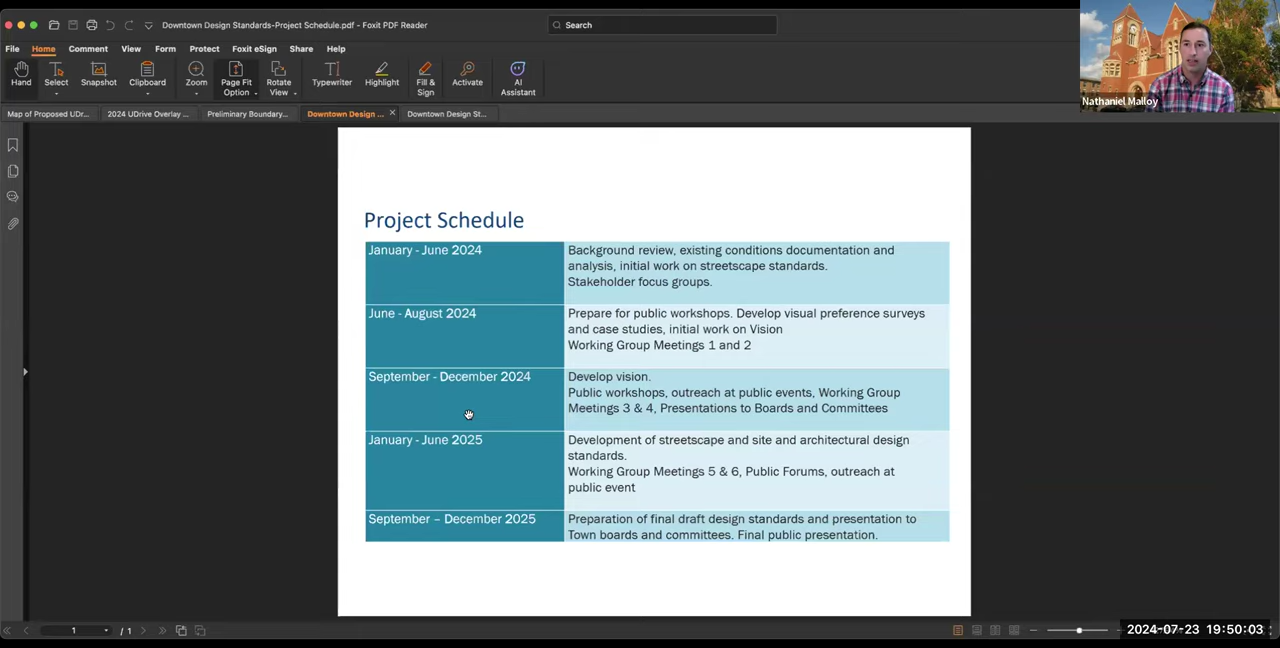 Downtown Design Standards-Project Schedule.pdf - Foxit PDF Reader
Search
File Home Comment View Form Protect Foxit eSign Share Help
Hand
Select
Snapshot
Clipboard
Zoom
Page Fit
Option
Rotate
View
Typewriter
Highlight
Fill &
Sign
Activate
AI
Assistant
Nathaniel Malloy
Map of Proposed UDr...
2024 UDrive Overlay ...
Preliminary Boundary...
Downtown Design ...
Downtown Design St...
Project Schedule
January - June 2024
Background review, existing conditions documentation and
analysis, initial work on streetscape standards.
Stakeholder focus groups.
June - August 2024
Prepare for public workshops. Develop visual preference surveys
and case studies, initial work on Vision
Working Group Meetings 1 and 2
September - December 2024
Develop vision.
Public workshops, outreach at public events, Working Group
Meetings 3 & 4, Presentations to Boards and Committees
January - June 2025
Development of streetscape and site and architectural design
standards.
Working Group Meetings 5 & 6, Public Forums, outreach at
public event
September – December 2025
Preparation of final draft design standards and presentation to
Town boards and committees. Final public presentation.
1 / 1
2024-07-23 19:50:03